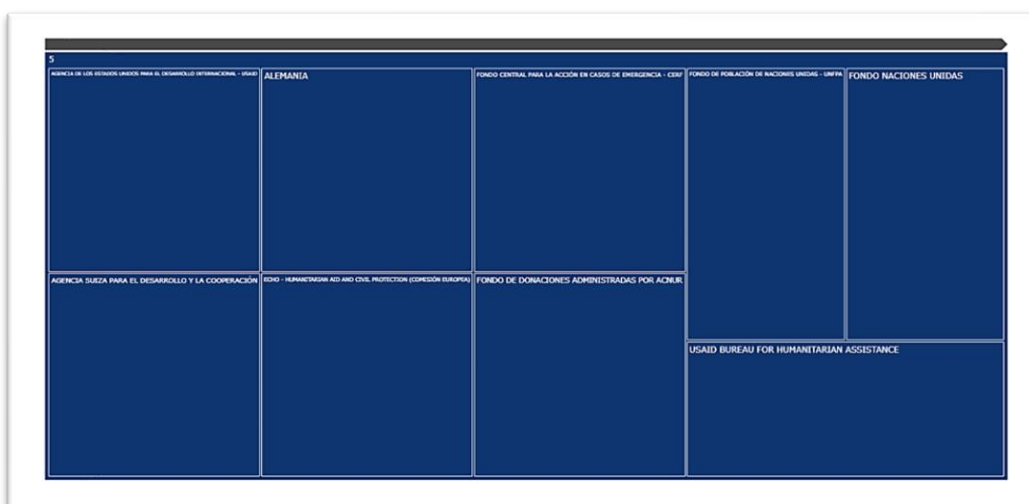 5
AGENCIA DE LOS ESTADOS UNIDOS PARA EL DESARROLLO INTERNACIONAL - USAID
ALEMANIA
FONDO CENTRAL PARA LA ACCIÓN EN CASOS DE EMERGENCIA - CERF
FONDO DE POBLACIÓN DE NACIONES UNIDAS - UNFPA
FONDO NACIONES UNIDAS
AGENCIA SUIZA PARA EL DESARROLLO Y LA COOPERACIÓN
ECHO - HUMANITARIAN AID AND CIVIL PROTECTION (COMISIÓN EUROPEA)
FONDO DE DONACIONES ADMINISTRADAS POR ACNUR
USAID BUREAU FOR HUMANITARIAN ASSISTANCE